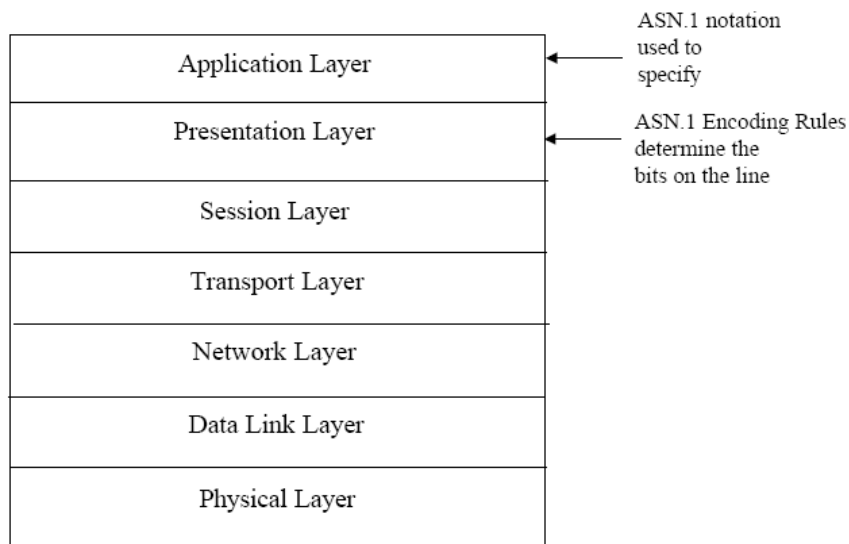 ASN.1 notation
used to
specify
Application Layer
Presentation Layer
ASN.1 Encoding Rules
determine the
bits on the line
Session Layer
Transport Layer
Network Layer
Data Link Layer
Physical Layer